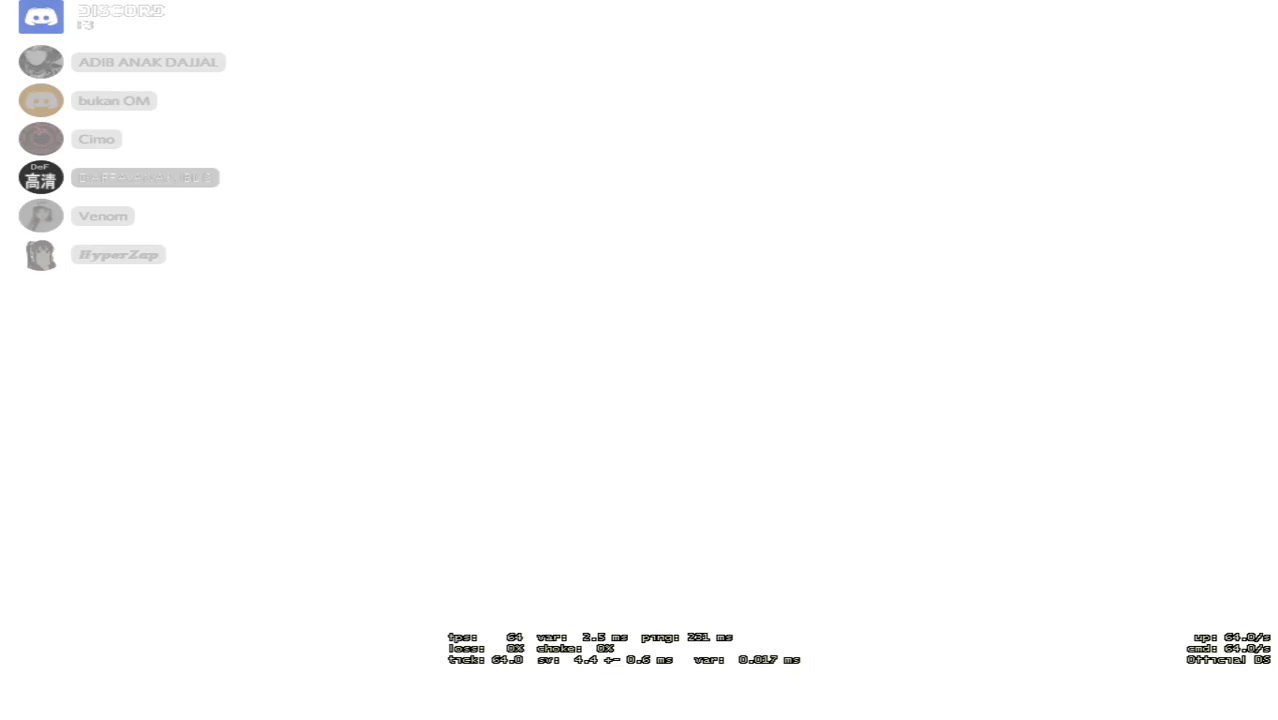 DISCORD
ADIB ANAK DAJJAL
bukan OM
Cimo
DeF
高清
Venom
HyperZap
fps: 64 var: 2.5 ms ping: 231 ms
loss: 0% choke: 0%
tick: 64.0 sv: 4.4 +- 0.6 ms var: 0.017 ms
up: 64.0/s
cmd: 64.0/s
Official DS